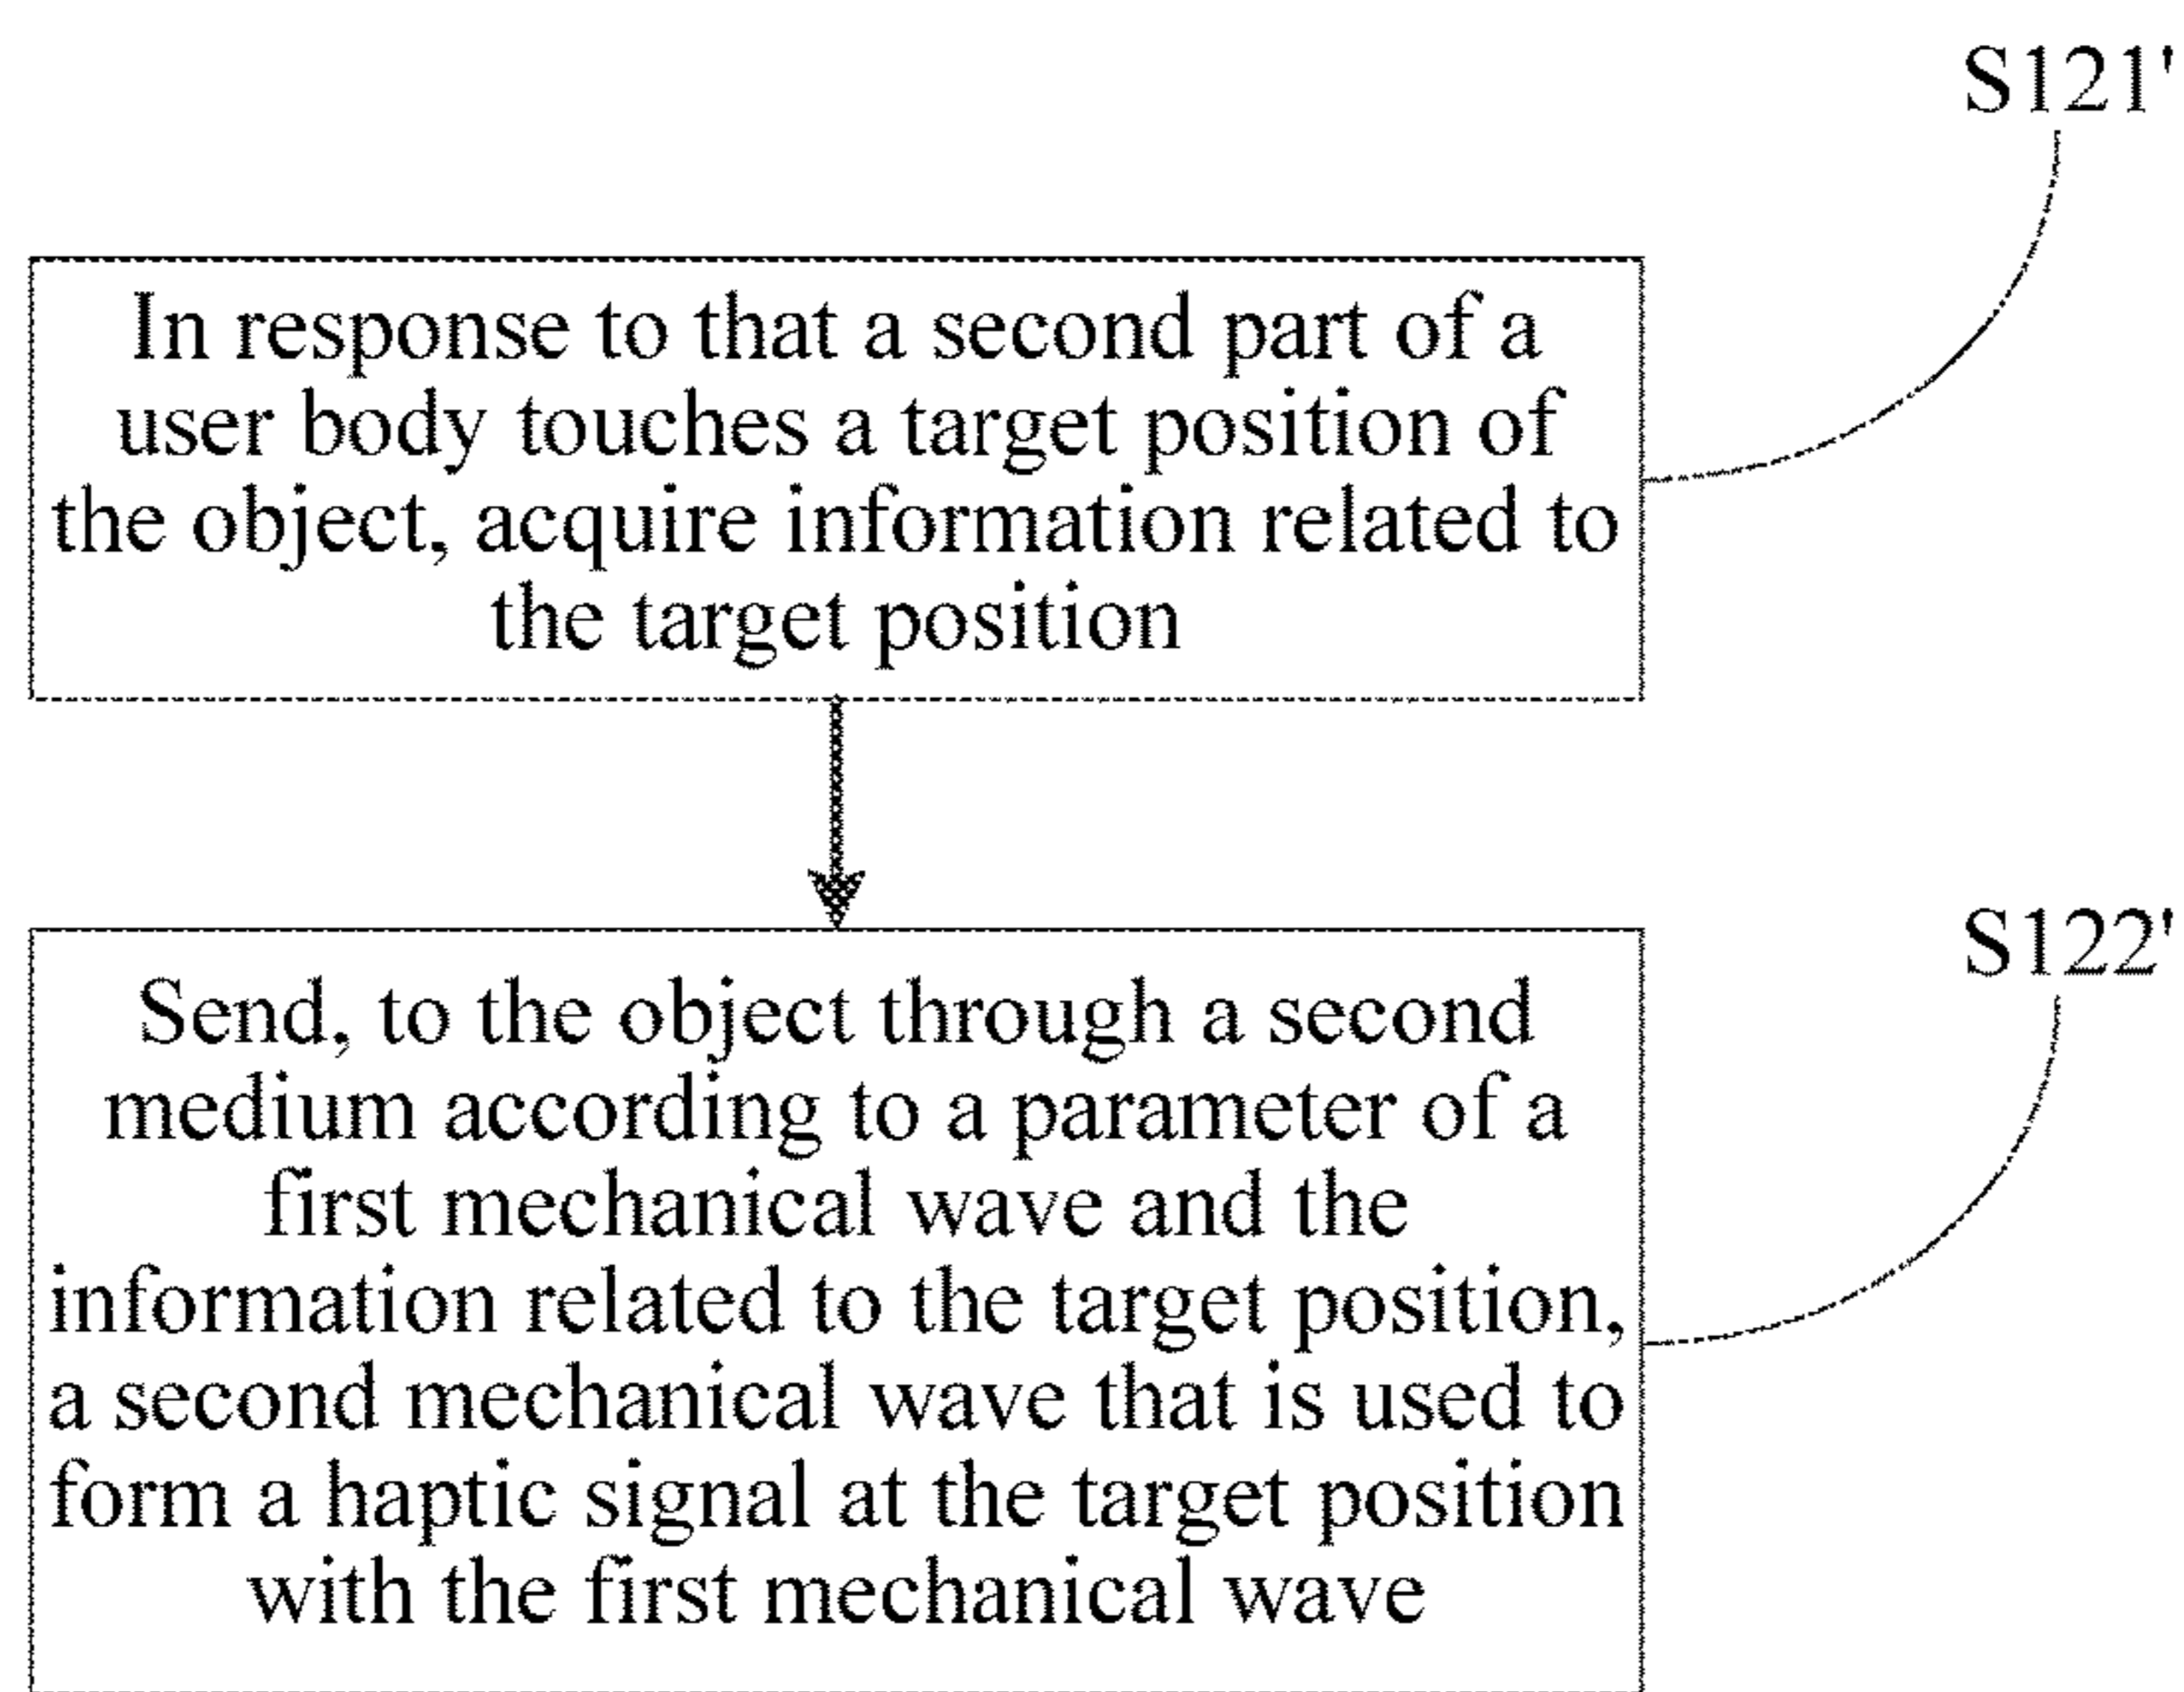 S121'
In response to that a second part of a
user body touches a target position of
the object, acquire information related to
the target position
S122'
Send, to the object through a second
medium according to a parameter of a
first mechanical wave and the
information related to the target position,
a second mechanical wave that is used to
form a haptic signal at the target position
with the first mechanical wave